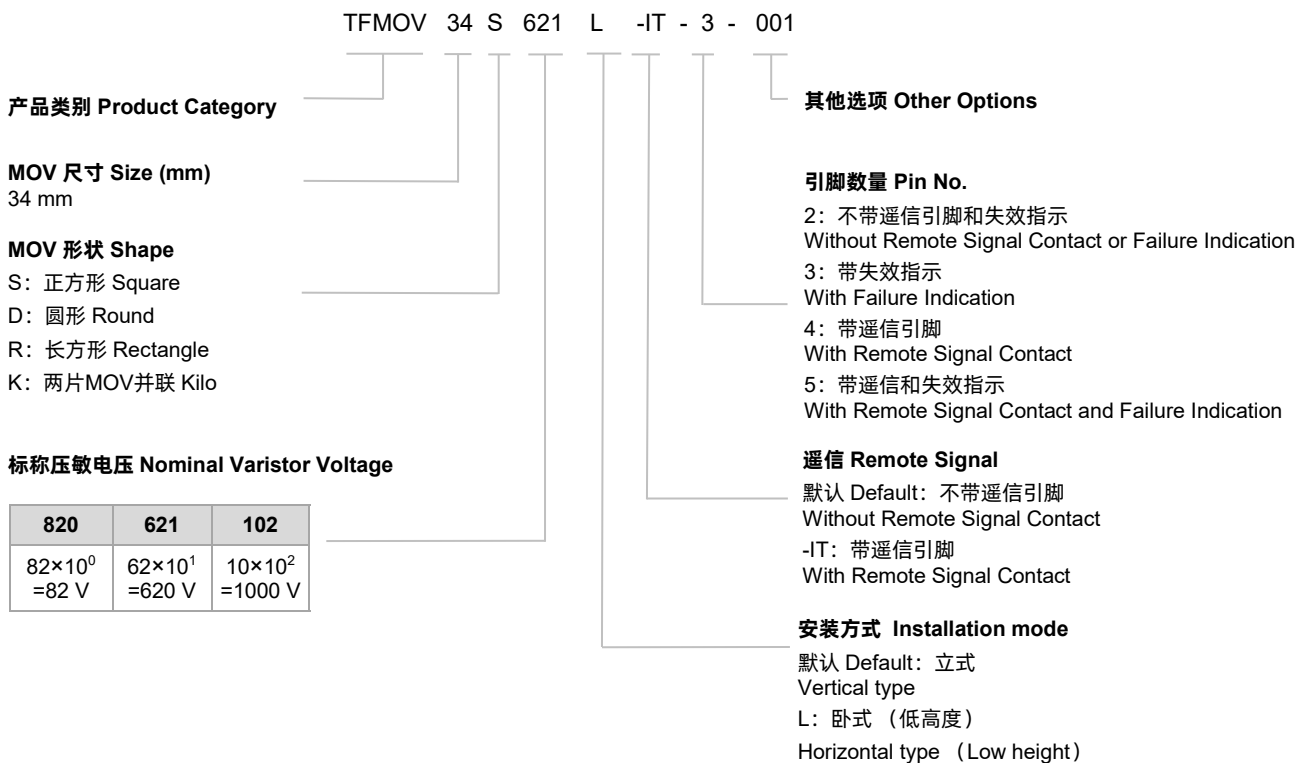 TFMOV 34 S 621 L -IT - 3 - 001
产品类别 Product Category
MOV 尺寸 Size (mm)
34 mm
MOV 形状 Shape
S：正方形 Square
D：圆形 Round
R：长方形 Rectangle
K：两片MOV并联 Kilo
标称压敏电压 Nominal Varistor Voltage
820 621 102
82×10⁰ 62×10¹ 10×10²
=82 V =620 V =1000 V
其他选项 Other Options
引脚数量 Pin No.
2：不带遥信引脚和失效指示
Without Remote Signal Contact or Failure Indication
3：带失效指示
With Failure Indication
4：带遥信引脚
With Remote Signal Contact
5：带遥信和失效指示
With Remote Signal Contact and Failure Indication
遥信 Remote Signal
默认 Default：不带遥信引脚
Without Remote Signal Contact
-IT：带遥信引脚
With Remote Signal Contact
安装方式 Installation mode
默认 Default：立式
Vertical type
L：卧式 （低高度）
Horizontal type （Low height）